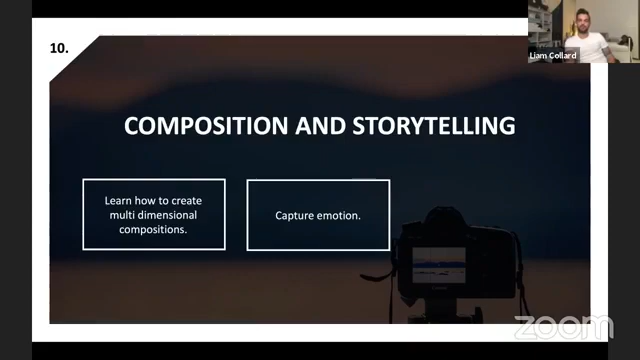 10.
Liam Collard
COMPOSITION AND STORYTELLING
Learn how to create
multi dimensional
compositions.
Capture emotion.
zoom